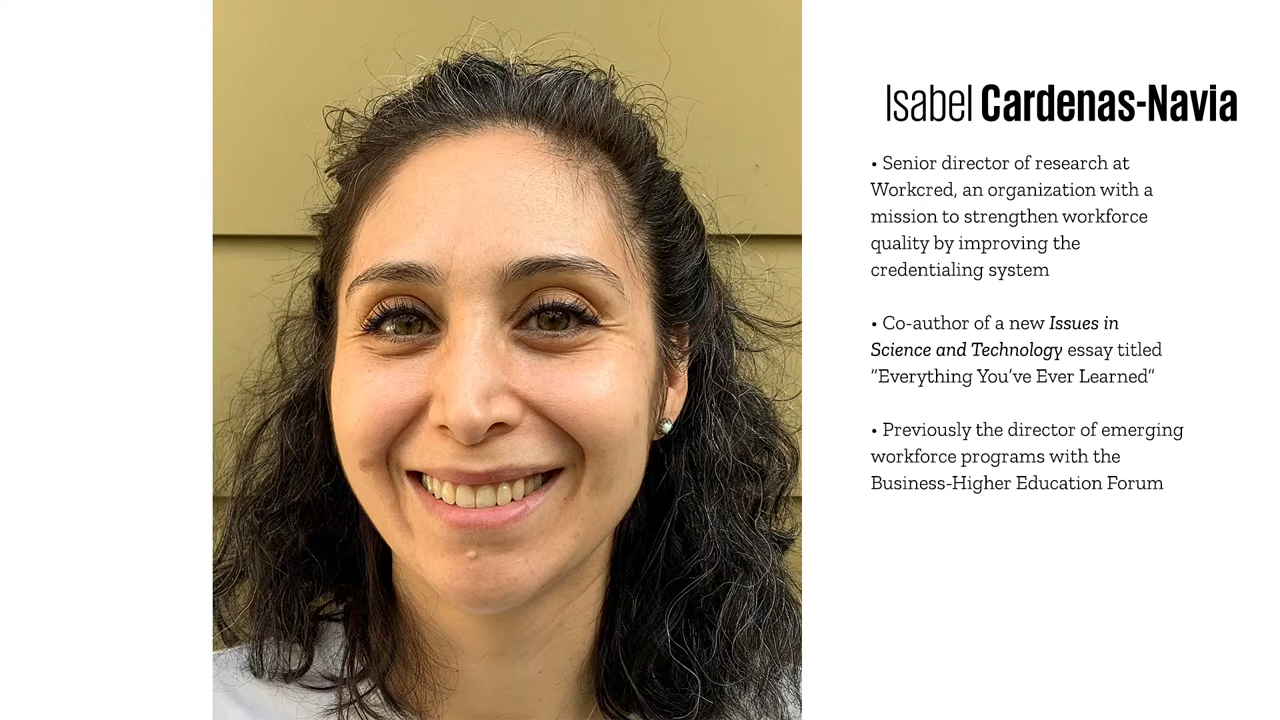 Isabel Cardenas-Navia
• Senior director of research at
Workcred, an organization with a
mission to strengthen workforce
quality by improving the
credentialing system
• Co-author of a new Issues in
Science and Technology essay titled
“Everything You’ve Ever Learned”
• Previously the director of emerging
workforce programs with the
Business-Higher Education Forum